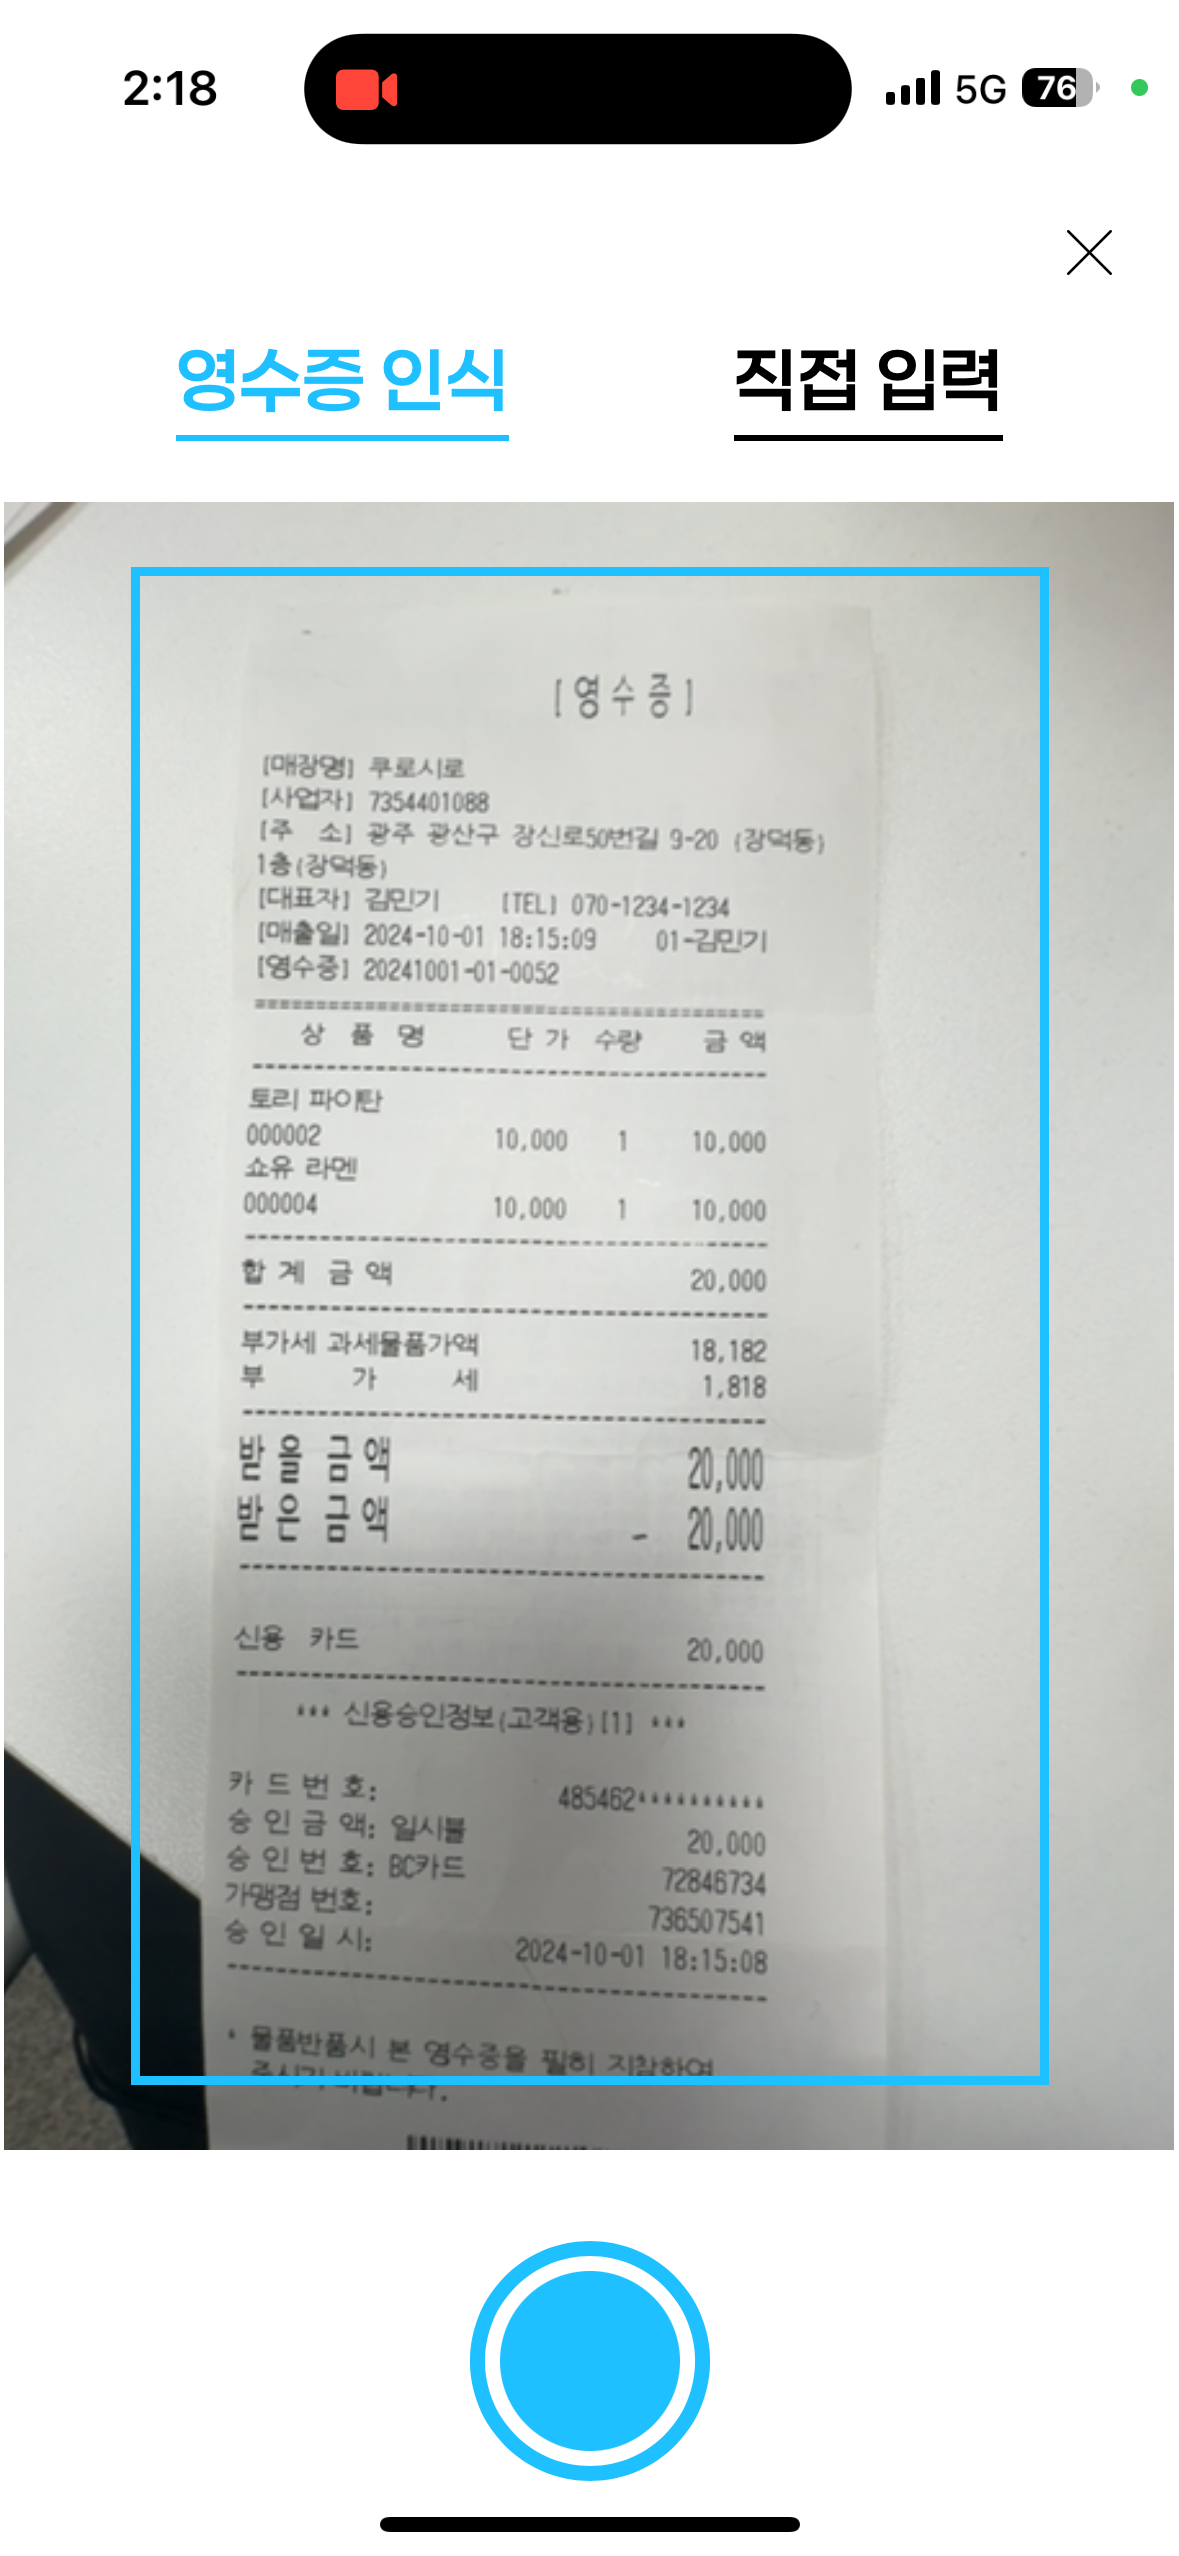 2:18 5G 76
영수증 인식 직접 입력
[영수증]
[매장명] 쿠로시로
[사업자] 7354401088
[주 소] 광주 광산구 장신로50번길 9-20 (장덕동)
1층(장덕동)
[대표자] 김민기 [TEL] 070-1234-1234
[매출일] 2024-10-01 18:15:09 01-김민기
[영수증] 20241001-01-0052
==========================================
상 품 명 단 가 수량 금 액
------------------------------------------
토리 파이탄
000002 10,000 1 10,000
쇼유 라멘
000004 10,000 1 10,000
------------------------------------------
합 계 금 액 20,000
------------------------------------------
부가세 과세물품가액 18,182
부 가 세 1,818
------------------------------------------
받 을 금 액 20,000
받 은 금 액 - 20,000
------------------------------------------
신용 카드 20,000
------------------------------------------
*** 신용승인정보(고객용)[1] ***
카 드 번 호: 485462**********
승 인 금 액: 일시불 20,000
승 인 번 호: BC카드 72846734
가맹점 번호: 736507541
승 인 일 시: 2024-10-01 18:15:08
------------------------------------------
* 물품반품시 본 영수증을 필히 지참하여
주시기 바랍니다.